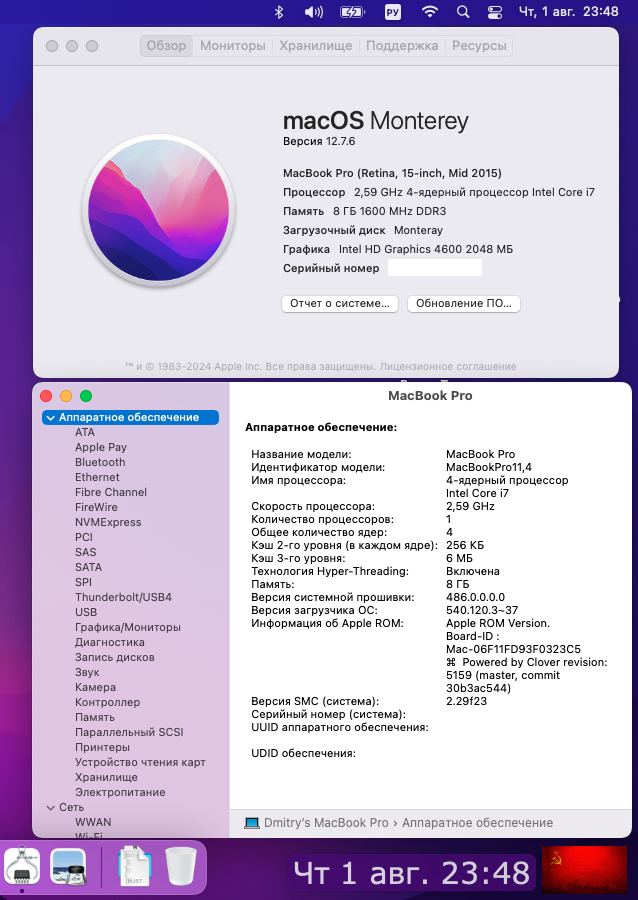 РУ
Чт, 1 авг. 23:48
Обзор Мониторы Хранилище Поддержка Ресурсы
macOS Monterey
Версия 12.7.6
MacBook Pro (Retina, 15-inch, Mid 2015)
Процессор 2,59 GHz 4-ядерный процессор Intel Core i7
Память 8 ГБ 1600 MHz DDR3
Загрузочный диск Monteray
Графика Intel HD Graphics 4600 2048 МБ
Серийный номер
Отчет о системе... Обновление ПО...
™ и © 1983-2024 Apple Inc. Все права защищены. Лицензионное соглашение
MacBook Pro
Аппаратное обеспечение
ATA
Apple Pay
Bluetooth
Ethernet
Fibre Channel
FireWire
NVMExpress
PCI
SAS
SATA
SPI
Thunderbolt/USB4
USB
Графика/Мониторы
Диагностика
Запись дисков
Звук
Камера
Контроллер
Память
Параллельный SCSI
Принтеры
Устройство чтения карт
Хранилище
Электропитание
Сеть
WWAN
Wi-Fi
Аппаратное обеспечение:
Название модели: MacBook Pro
Идентификатор модели: MacBookPro11,4
Имя процессора: 4-ядерный процессор
Intel Core i7
Скорость процессора: 2,59 GHz
Количество процессоров: 1
Общее количество ядер: 4
Кэш 2-го уровня (в каждом ядре): 256 КБ
Кэш 3-го уровня: 6 МБ
Технология Hyper-Threading: Включена
Память: 8 ГБ
Версия системной прошивки: 486.0.0.0.0
Версия загрузчика ОС: 540.120.3~37
Информация об Apple ROM: Apple ROM Version.
Board-ID :
Mac-06F11FD93F0323C5
⌘ Powered by Clover revision:
5159 (master, commit
30b3ac544)
Версия SMC (система): 2.29f23
Серийный номер (система):
UUID аппаратного обеспечения:
UDID обеспечения:
Dmitry's MacBook Pro › Аппаратное обеспечение
PLIST
Чт 1 авг. 23:48